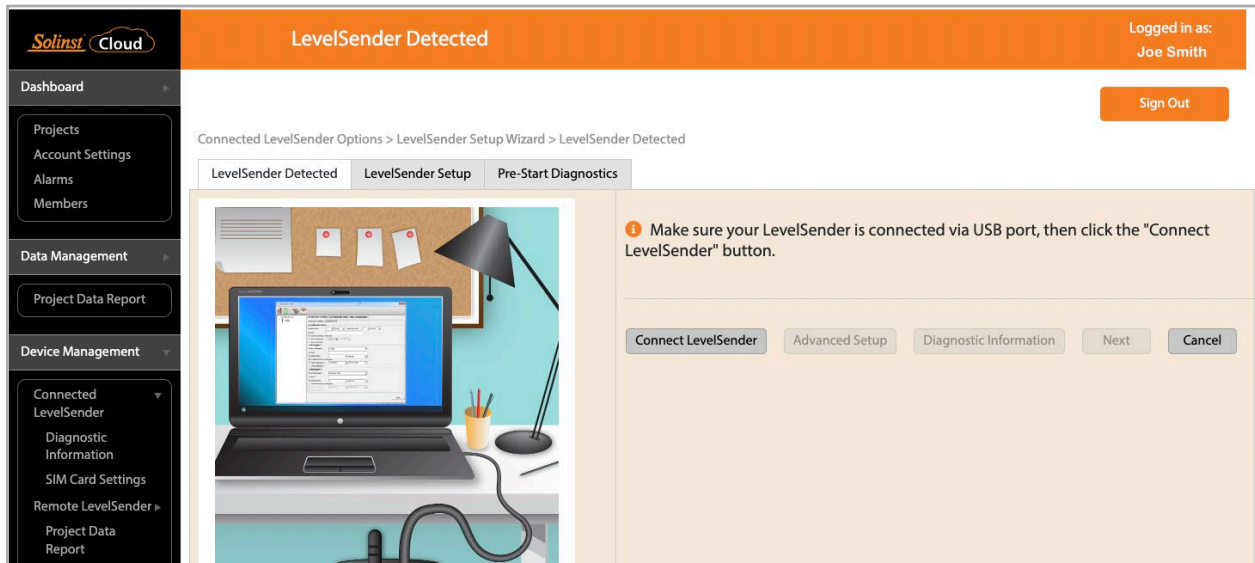 Solinst Cloud
LevelSender Detected
Logged in as:
Joe Smith
Sign Out
Dashboard
Projects
Account Settings
Alarms
Members
Data Management
Project Data Report
Device Management
Connected
LevelSender
Diagnostic
Information
SIM Card Settings
Remote LevelSender
Project Data
Report
Connected LevelSender Options > LevelSender Setup Wizard > LevelSender Detected
LevelSender Detected LevelSender Setup Pre-Start Diagnostics
Make sure your LevelSender is connected via USB port, then click the "Connect
LevelSender" button.
Connect LevelSender Advanced Setup Diagnostic Information Next Cancel